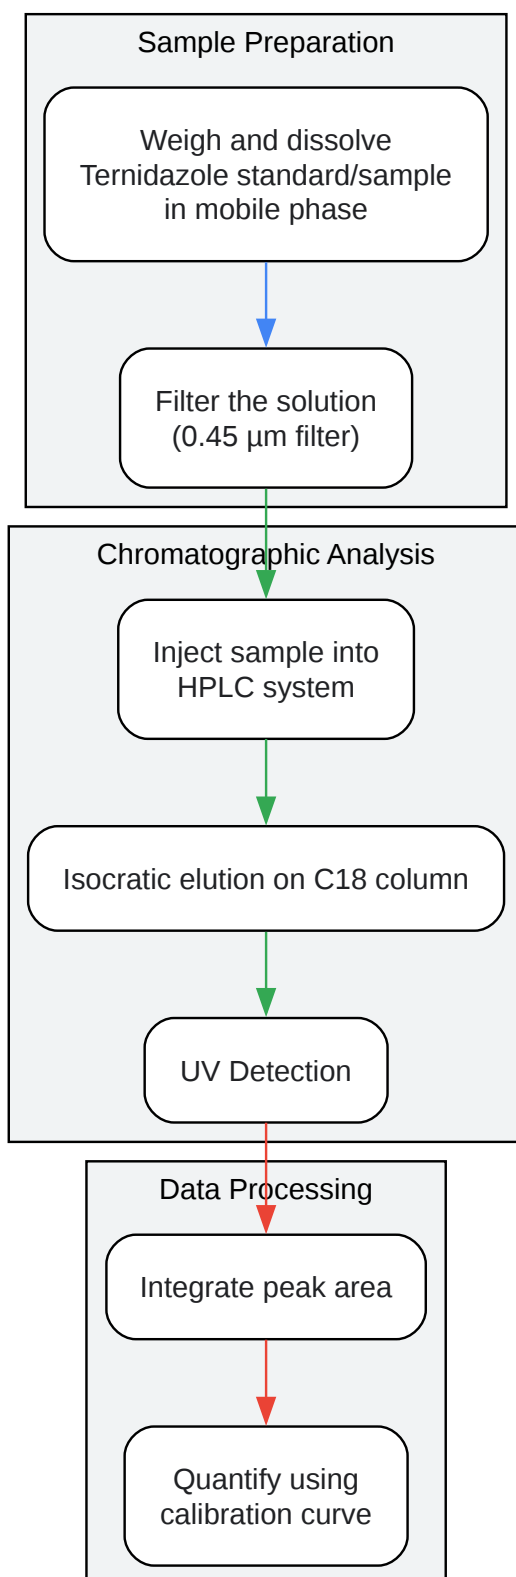 Sample Preparation
Weigh and dissolve
Ternidazole standard/sample
in mobile phase
Filter the solution
(0.45 µm filter)
Chromatographic Analysis
Inject sample into
HPLC system
Isocratic elution on C18 column
UV Detection
Data Processing
Integrate peak area
Quantify using
calibration curve